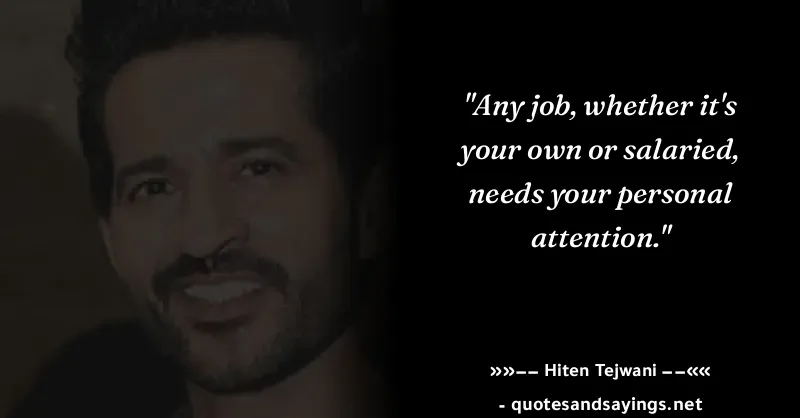 "Any job, whether it's
your own or salaried,
needs your personal
attention."
»»–– Hiten Tejwani ––««
- quotesandsayings.net